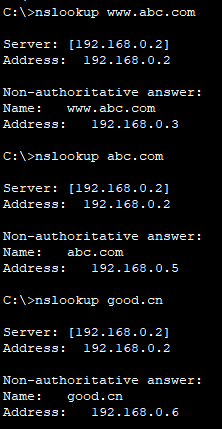 C:\>nslookup www.abc.com
Server: [192.168.0.2]
Address: 192.168.0.2
Non-authoritative answer:
Name: www.abc.com
Address: 192.168.0.3
C:\>nslookup abc.com
Server: [192.168.0.2]
Address: 192.168.0.2
Non-authoritative answer:
Name: abc.com
Address: 192.168.0.5
C:\>nslookup good.cn
Server: [192.168.0.2]
Address: 192.168.0.2
Non-authoritative answer:
Name: good.cn
Address: 192.168.0.6